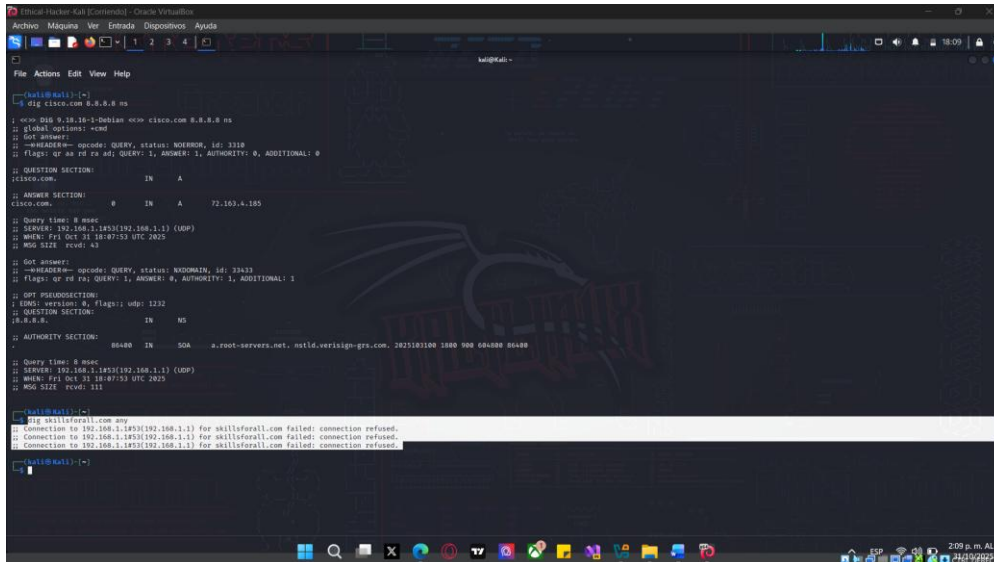 Ethical-Hacker-Kali [Corriendo] - Oracle VirtualBox
Archivo Máquina Ver Entrada Dispositivos Ayuda
1 2 3 4
18:09
kali@Kali: ~
File Actions Edit View Help
(kali㉿Kali)-[~]
$ dig cisco.com 8.8.8.8 ns
; <<>> DiG 9.18.16-1-Debian <<>> cisco.com 8.8.8.8 ns
;; global options: +cmd
;; Got answer:
;; ->>HEADER<<- opcode: QUERY, status: NOERROR, id: 3310
;; flags: qr aa rd ra ad; QUERY: 1, ANSWER: 1, AUTHORITY: 0, ADDITIONAL: 0
;; QUESTION SECTION:
;cisco.com. IN A
;; ANSWER SECTION:
cisco.com. 0 IN A 72.163.4.185
;; Query time: 8 msec
;; SERVER: 192.168.1.1#53(192.168.1.1) (UDP)
;; WHEN: Fri Oct 31 18:07:53 UTC 2025
;; MSG SIZE rcvd: 43
;; Got answer:
;; ->>HEADER<<- opcode: QUERY, status: NXDOMAIN, id: 33433
;; flags: qr rd ra; QUERY: 1, ANSWER: 0, AUTHORITY: 1, ADDITIONAL: 1
;; OPT PSEUDOSECTION:
; EDNS: version: 0, flags:; udp: 1232
;; QUESTION SECTION:
;8.8.8.8. IN NS
;; AUTHORITY SECTION:
. 86400 IN SOA a.root-servers.net. nstld.verisign-grs.com. 2025103100 1800 900 604800 86400
;; Query time: 8 msec
;; SERVER: 192.168.1.1#53(192.168.1.1) (UDP)
;; WHEN: Fri Oct 31 18:07:53 UTC 2025
;; MSG SIZE rcvd: 111
(kali㉿Kali)-[~]
$ dig skillsforall.com any
;; Connection to 192.168.1.1#53(192.168.1.1) for skillsforall.com failed: connection refused.
;; Connection to 192.168.1.1#53(192.168.1.1) for skillsforall.com failed: connection refused.
;; Connection to 192.168.1.1#53(192.168.1.1) for skillsforall.com failed: connection refused.
(kali㉿Kali)-[~]
$
KALI LINUX
ESP
2:09 p. m. AL
31/10/2025